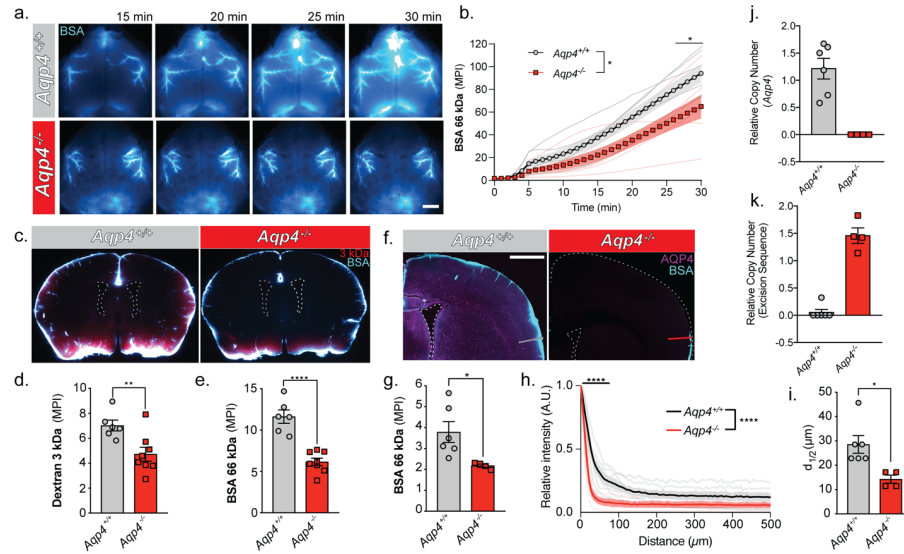 a.
15 min
20 min
25 min
30 min
BSA
Aqp4+/+
Aqp4-/-
b.
BSA 66 kDa (MPI)
120
100
80
60
40
20
0
Aqp4+/+
Aqp4-/-
*
*
0
5
10
15
20
25
30
Time (min)
j.
Relative Copy Number
(Aqp4)
2.0
1.5
1.0
0.5
0.0
-0.5
Aqp4+/+
Aqp4-/-
c.
Aqp4+/+
Aqp4-/-
3 kDa
BSA
f.
Aqp4+/+
Aqp4-/-
AQP4
BSA
k.
Relative Copy Number
(Excision Sequence)
2.0
1.5
1.0
0.5
0.0
-0.5
Aqp4+/+
Aqp4-/-
d.
Dextran 3 kDa (MPI)
10
8
6
4
2
0
**
Aqp4+/+
Aqp4-/-
e.
BSA 66 kDa (MPI)
15
10
5
0
****
Aqp4+/+
Aqp4-/-
g.
BSA 66 kDa (MPI)
8
6
4
2
0
*
Aqp4+/+
Aqp4-/-
h.
Relative intensity (A.U.)
1.0
0.5
0.0
****
Aqp4+/+
Aqp4-/-
****
0
100
200
300
400
500
Distance (µm)
i.
d1/2(µm)
50
40
30
20
10
0
*
Aqp4+/+
Aqp4-/-